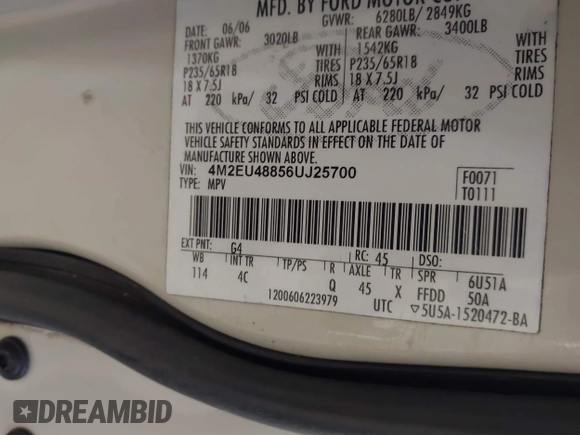 MFD. BY FORD MOTOR CO
DATE: 06/06 GVWR: 6280LB/ 2849KG
FRONT GAWR: 3020LB REAR GAWR: 3400LB
1370KG WITH 1542KG WITH
P235/65R18 TIRES P235/65R18 TIRES
18 X 7.5J RIMS 18 X 7.5J RIMS
AT 220 kPa/ 32 PSI COLD AT 220 kPa/ 32 PSI COLD
THIS VEHICLE CONFORMS TO ALL APPLICABLE FEDERAL MOTOR
VEHICLE SAFETY STANDARDS IN EFFECT ON THE DATE OF
MANUFACTURE SHOWN ABOVE.
VIN: 4M2EU48856UJ25700 F0071
TYPE: MPV T0111
EXT PNT: G4 RC: 45 DSO:
WB INT TR TP/PS R AXLE TR SPR 6U51A
114 4C Q 45 X FFDD 50A
1200606223979 UTC ▽5U5A-1520472-BA
DREAMBID